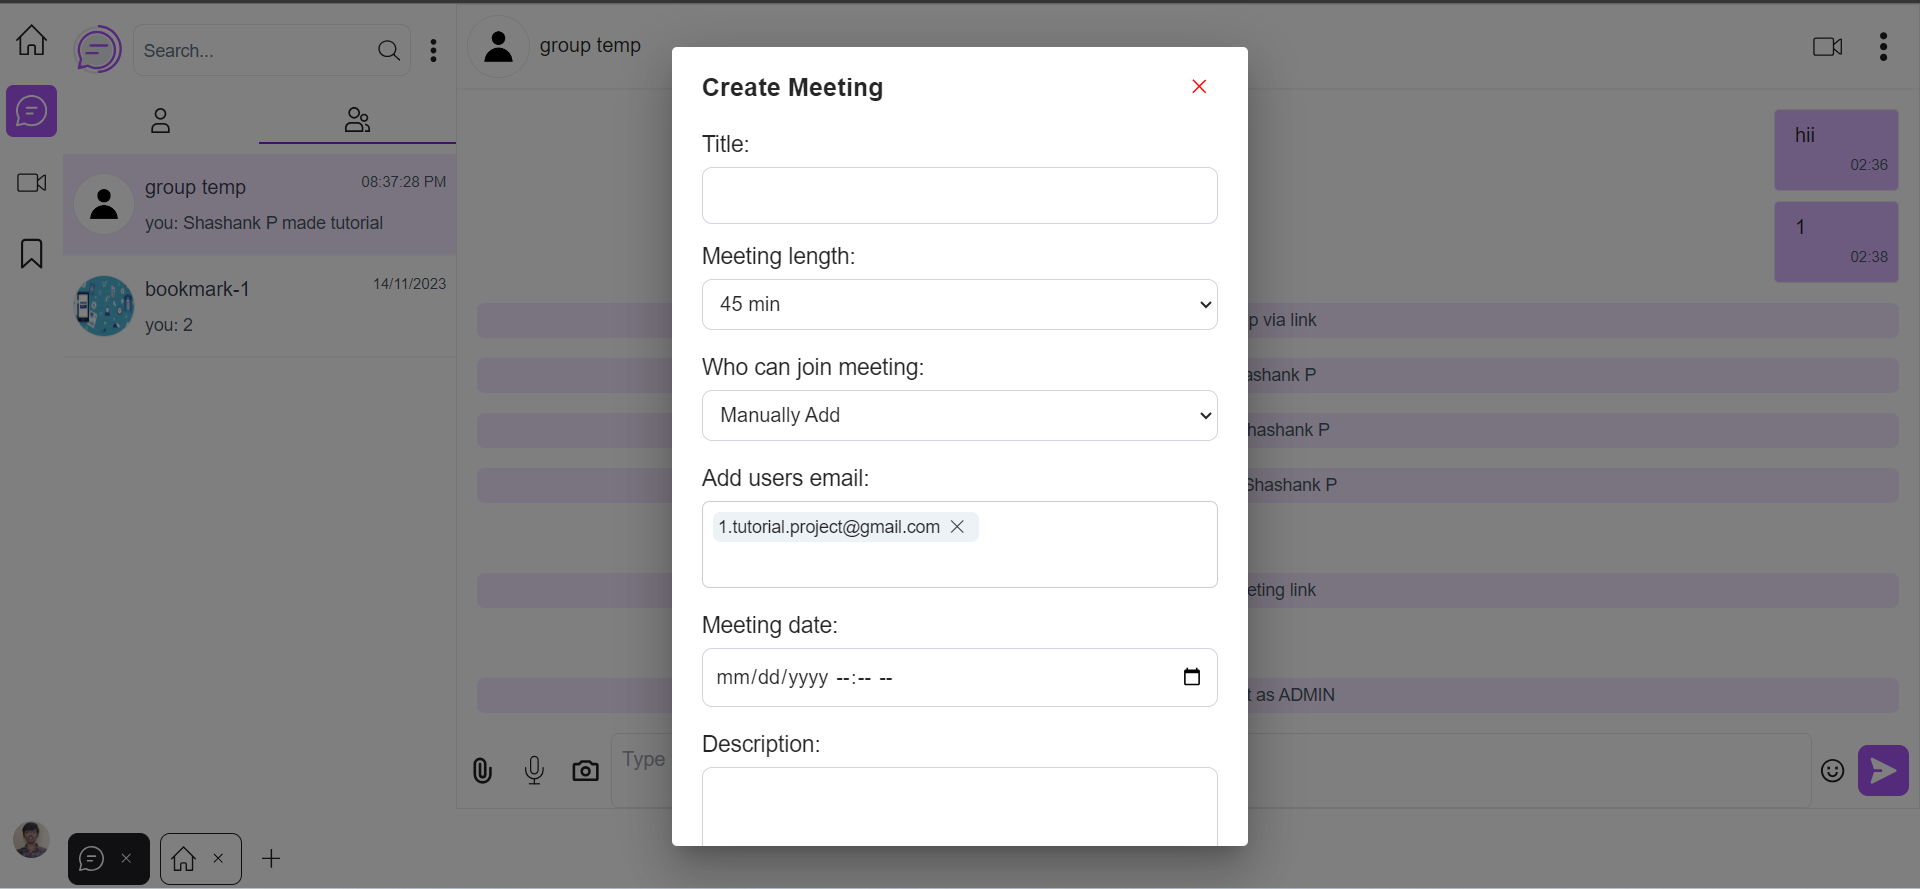 Search...
group temp
08:37:28 PM
you: Shashank P made tutorial
bookmark-1
14/11/2023
you: 2
group temp
hii
02:36
1
02:38
via link
P
P
Shashank P
link
as ADMIN
Type
Create Meeting
Title:
Meeting length:
45 min
Who can join meeting:
Manually Add
Add users email:
1.tutorial.project@gmail.com
Meeting date:
mm/dd/yyyy --:-- --
Description: